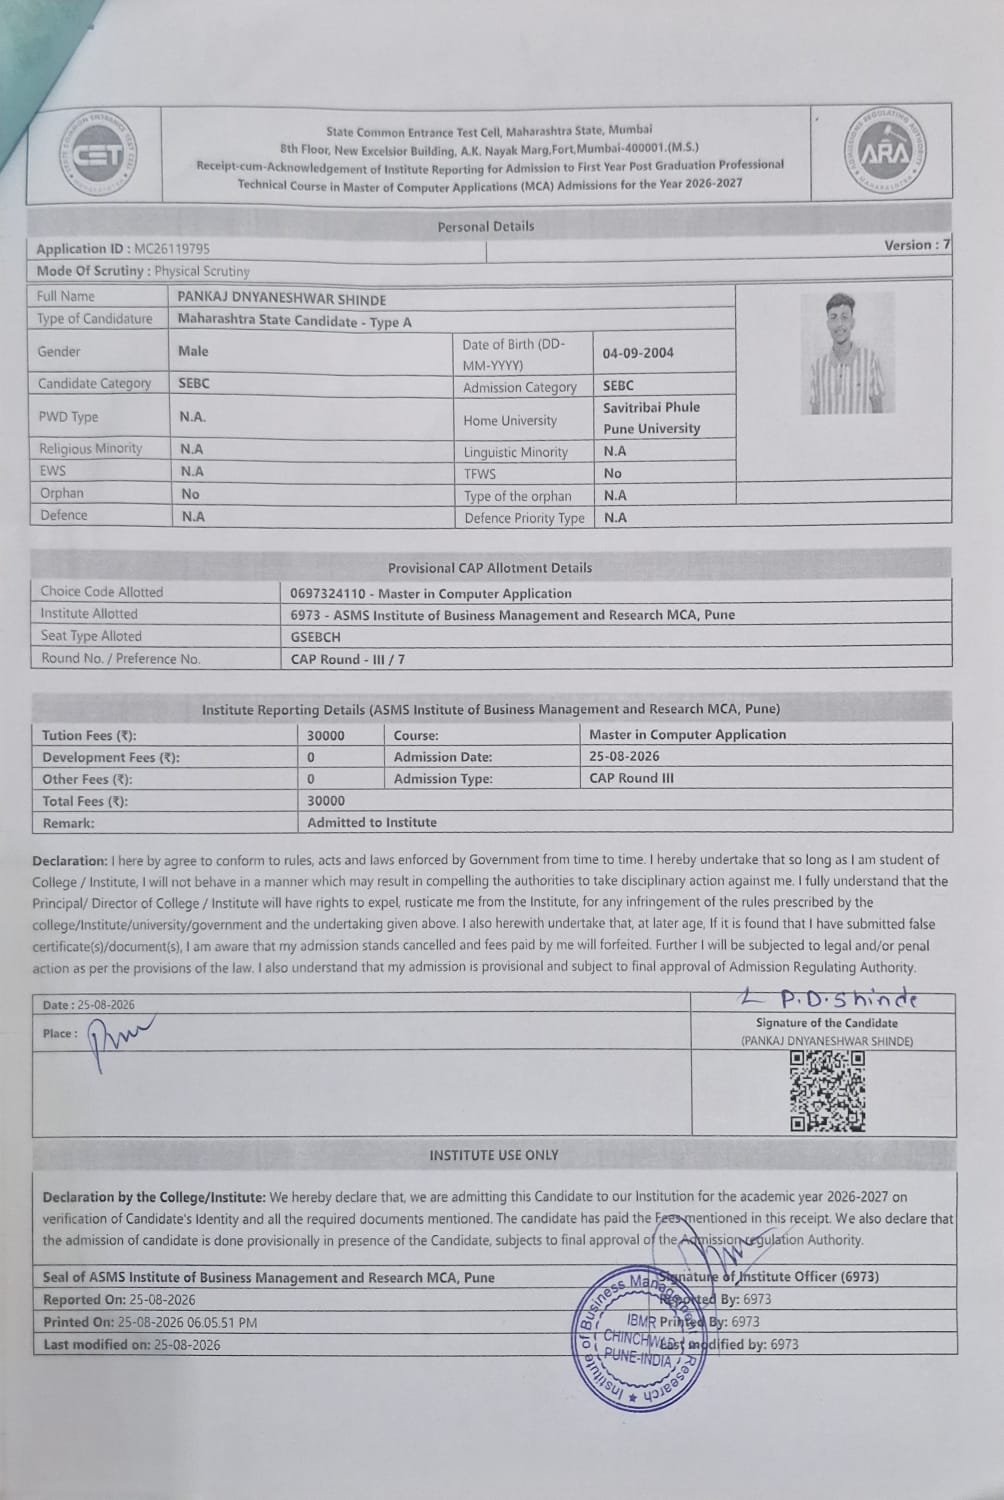 STATE COMMON ENTRANCE TEST CELL
CET
MAHARASHTRA
State Common Entrance Test Cell, Maharashtra State, Mumbai
8th Floor, New Excelsior Building, A.K. Nayak Marg,Fort,Mumbai-400001.(M.S.)
Receipt-cum-Acknowledgement of Institute Reporting for Admission to First Year Post Graduation Professional
Technical Course in Master of Computer Applications (MCA) Admissions for the Year 2026-2027
ADMISSIONS REGULATING AUTHORITY
ARA
MAHARASHTRA
Personal Details
Application ID : MC26119795 Version : 7
Mode Of Scrutiny : Physical Scrutiny
Full Name PANKAJ DNYANESHWAR SHINDE
Type of Candidature Maharashtra State Candidate - Type A
Gender Male Date of Birth (DD-
MM-YYYY) 04-09-2004
Candidate Category SEBC Admission Category SEBC
PWD Type N.A. Home University Savitribai Phule
Pune University
Religious Minority N.A Linguistic Minority N.A
EWS N.A TFWS No
Orphan No Type of the orphan N.A
Defence N.A Defence Priority Type N.A
Provisional CAP Allotment Details
Choice Code Allotted 0697324110 - Master in Computer Application
Institute Allotted 6973 - ASMS Institute of Business Management and Research MCA, Pune
Seat Type Alloted GSEBCH
Round No. / Preference No. CAP Round - III / 7
Institute Reporting Details (ASMS Institute of Business Management and Research MCA, Pune)
Tution Fees (₹): 30000 Course: Master in Computer Application
Development Fees (₹): 0 Admission Date: 25-08-2026
Other Fees (₹): 0 Admission Type: CAP Round III
Total Fees (₹): 30000
Remark: Admitted to Institute
Declaration: I here by agree to conform to rules, acts and laws enforced by Government from time to time. I hereby undertake that so long as I am student of
College / Institute, I will not behave in a manner which may result in compelling the authorities to take disciplinary action against me. I fully understand that the
Principal/ Director of College / Institute will have rights to expel, rusticate me from the Institute, for any infringement of the rules prescribed by the
college/Institute/university/government and the undertaking given above. I also herewith undertake that, at later age, If it is found that I have submitted false
certificate(s)/document(s), I am aware that my admission stands cancelled and fees paid by me will forfeited. Further I will be subjected to legal and/or penal
action as per the provisions of the law. I also understand that my admission is provisional and subject to final approval of Admission Regulating Authority.
Date : 25-08-2026
P.D.Shinde
Place :
Signature of the Candidate
(PANKAJ DNYANESHWAR SHINDE)
INSTITUTE USE ONLY
Declaration by the College/Institute: We hereby declare that, we are admitting this Candidate to our Institution for the academic year 2026-2027 on
verification of Candidate's Identity and all the required documents mentioned. The candidate has paid the Fees mentioned in this receipt. We also declare that
the admission of candidate is done provisionally in presence of the Candidate, subjects to final approval of the Admission regulation Authority.
Seal of ASMS Institute of Business Management and Research MCA, Pune Signature of Institute Officer (6973)
Reported On: 25-08-2026 Reported By: 6973
Printed On: 25-08-2026 06.05.51 PM Printed By: 6973
Last modified on: 25-08-2026 Last modified by: 6973
Institute of Business Management & Research
IBMR
CHINCHWAD
PUNE-INDIA